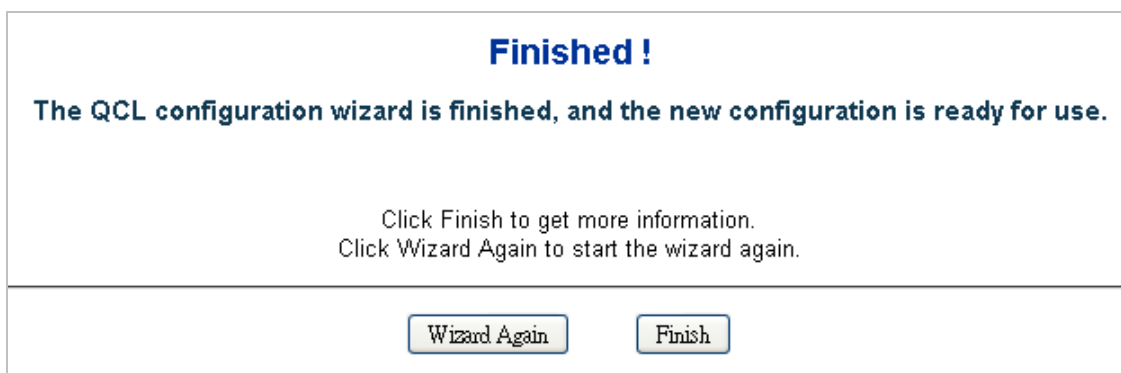 Finished !
The QCL configuration wizard is finished, and the new configuration is ready for use.
Click Finish to get more information.
Click Wizard Again to start the wizard again.
Wizard Again Finish